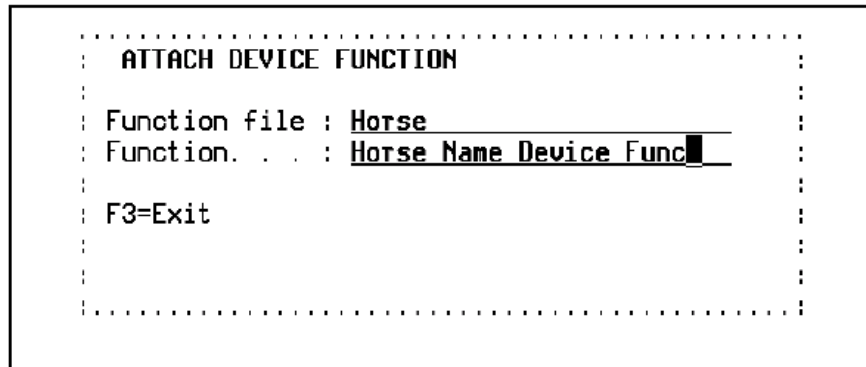 ATTACH DEVICE FUNCTION
Function file : Horse
Function. . . : Horse Name Device Func
F3=Exit